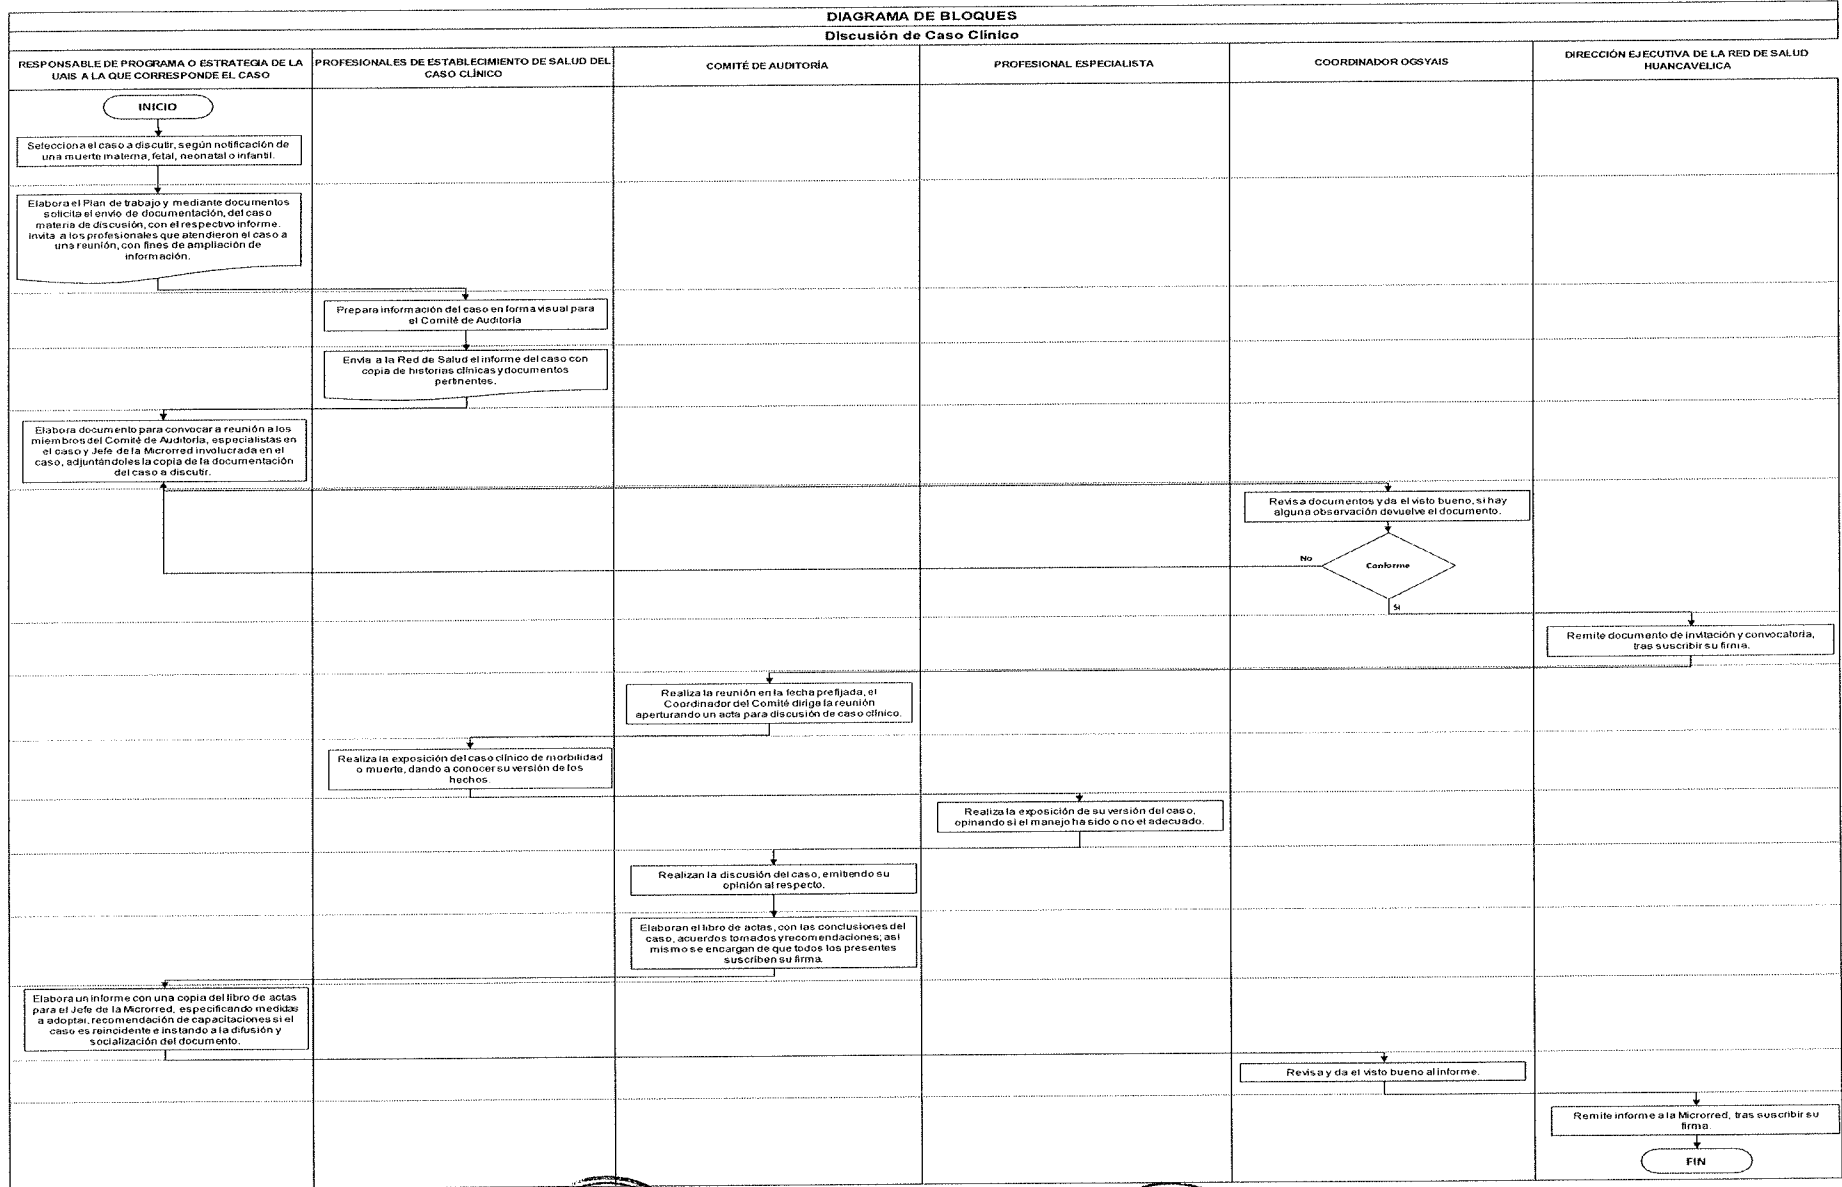 DIAGRAMA DE BLOQUES
Discusión de Caso Clínico
RESPONSABLE DE PROGRAMA O ESTRATEGIA DE LA
UAIS A LA QUE CORRESPONDE EL CASO
PROFESIONALES DE ESTABLECIMIENTO DE SALUD DEL
CASO CLÍNICO
COMITÉ DE AUDITORÍA
PROFESIONAL ESPECIALISTA
COORDINADOR OGSYAIS
DIRECCIÓN EJECUTIVA DE LA RED DE SALUD
HUANCAVELICA
INICIO
Selecciona el caso a discutir, según notificación de
una muerte materna, fetal, neonatal o infantil.
Elabora el Plan de trabajo y mediante documentos
solicita el envío de documentación, del caso
materia de discusión, con el respectivo informe.
Invita a los profesionales que atendieron el caso a
una reunión, con fines de ampliación de
información.
Prepara información del caso en forma visual para
el Comité de Auditoría
Envía a la Red de Salud el informe del caso con
copia de historias clínicas y documentos
pertinentes.
Elabora documento para convocar a reunión a los
miembros del Comité de Auditoría, especialistas en
el caso y Jefe de la Microrred involucrada en el
caso, adjuntándoles la copia de la documentación
del caso a discutir.
Revisa documentos y da el visto bueno, si hay
alguna observación devuelve el documento.
No
Conforme
Si
Remite documento de invitación y convocatoria,
tras suscribir su firma.
Realiza la reunión en la fecha prefijada, el
Coordinador del Comité dirige la reunión
aperturando un acta para discusión de caso clínico.
Realiza la exposición del caso clínico de morbilidad
o muerte, dando a conocer su versión de los
hechos.
Realiza la exposición de su versión del caso,
opinando si el manejo ha sido o no el adecuado.
Realizan la discusión del caso, emitiendo su
opinión al respecto.
Elaboran el libro de actas, con las conclusiones del
caso, acuerdos tomados y recomendaciones; así
mismo se encargan de que todos los presentes
suscriben su firma.
Elabora un informe con una copia del libro de actas
para el Jefe de la Microrred, especificando medidas
a adoptar, recomendación de capacitaciones si el
caso es reincidente e instando a la difusión y
socialización del documento.
Revisa y da el visto bueno al informe.
Remite informe a la Microrred, tras suscribir su
firma.
FIN